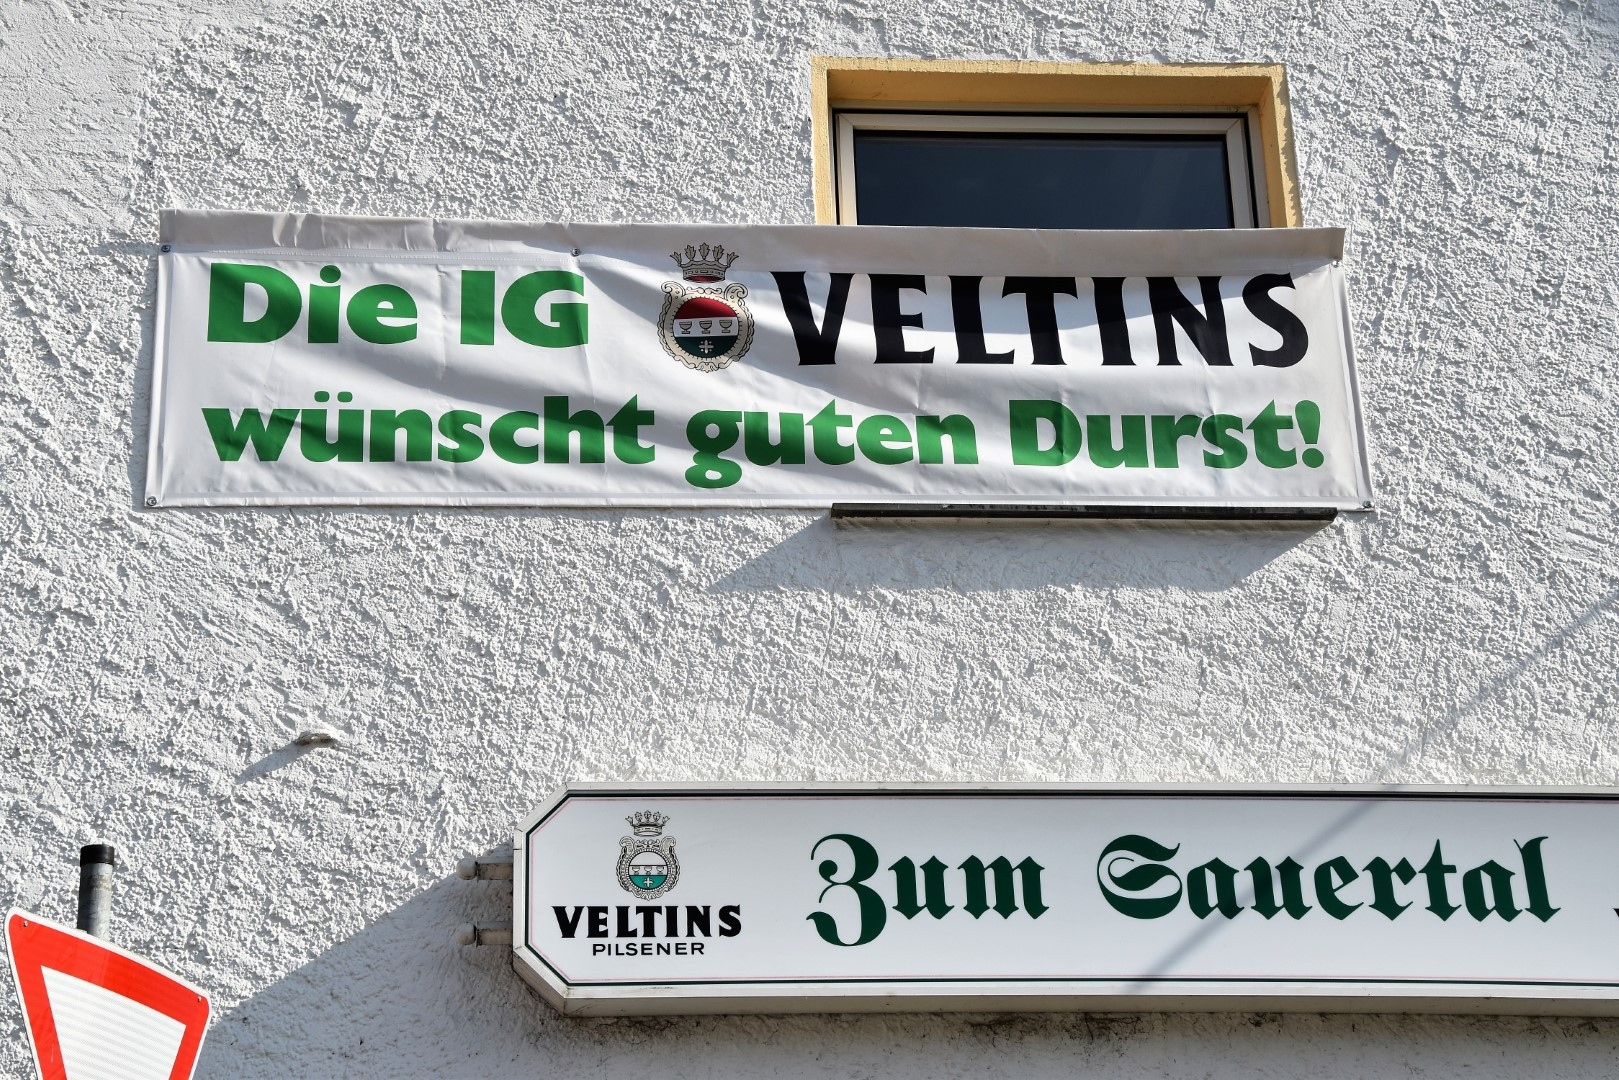 Die IG VELTINS
wünscht guten Durst!
VELTINS
PILSENER
Zum Sauertal